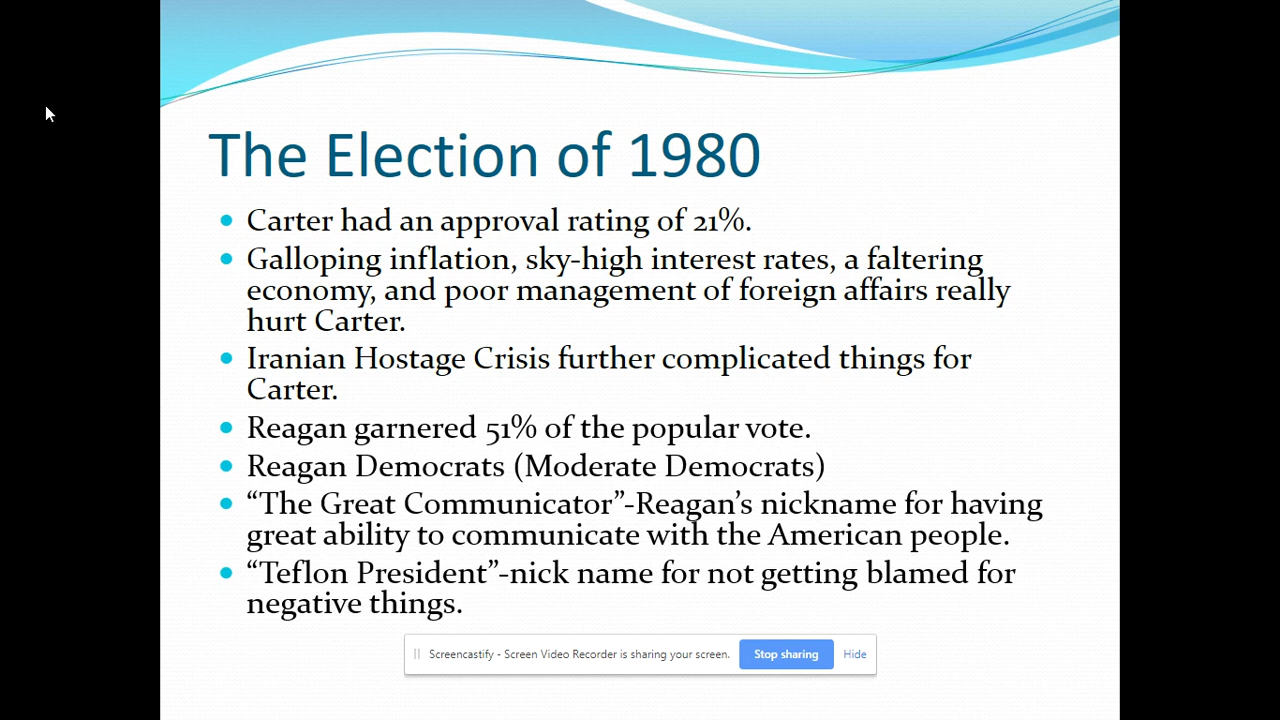 The Election of 1980
• Carter had an approval rating of 21%.
• Galloping inflation, sky-high interest rates, a faltering
economy, and poor management of foreign affairs really
hurt Carter.
• Iranian Hostage Crisis further complicated things for
Carter.
• Reagan garnered 51% of the popular vote.
• Reagan Democrats (Moderate Democrats)
• “The Great Communicator”-Reagan’s nickname for having
great ability to communicate with the American people.
• “Teflon President”-nick name for not getting blamed for
negative things.
Screencastify - Screen Video Recorder is sharing your screen. Stop sharing Hide